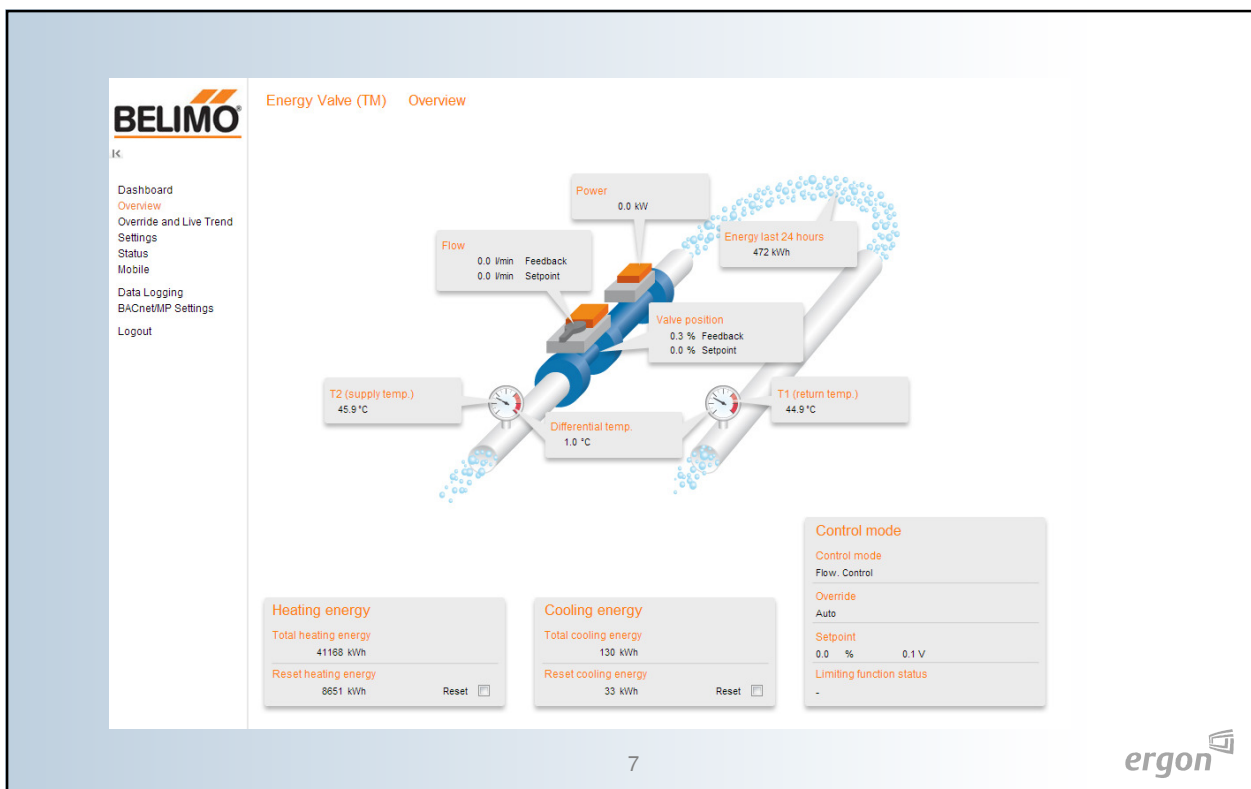 BELIMO®
Energy Valve (TM) Overview
Dashboard
Overview
Override and Live Trend
Settings
Status
Mobile
Data Logging
BACnet/MP Settings
Logout
Power
0.0 kW
Flow
0.0 l/min Feedback
0.0 l/min Setpoint
Energy last 24 hours
472 kWh
Valve position
0.3 % Feedback
0.0 % Setpoint
T2 (supply temp.)
45.9 °C
T1 (return temp.)
44.9 °C
Differential temp.
1.0 °C
Heating energy
Total heating energy
41168 kWh
Reset heating energy
8651 kWh Reset
Cooling energy
Total cooling energy
130 kWh
Reset cooling energy
33 kWh Reset
Control mode
Control mode
Flow. Control
Override
Auto
Setpoint
0.0 % 0.1 V
Limiting function status
-
7
ergon